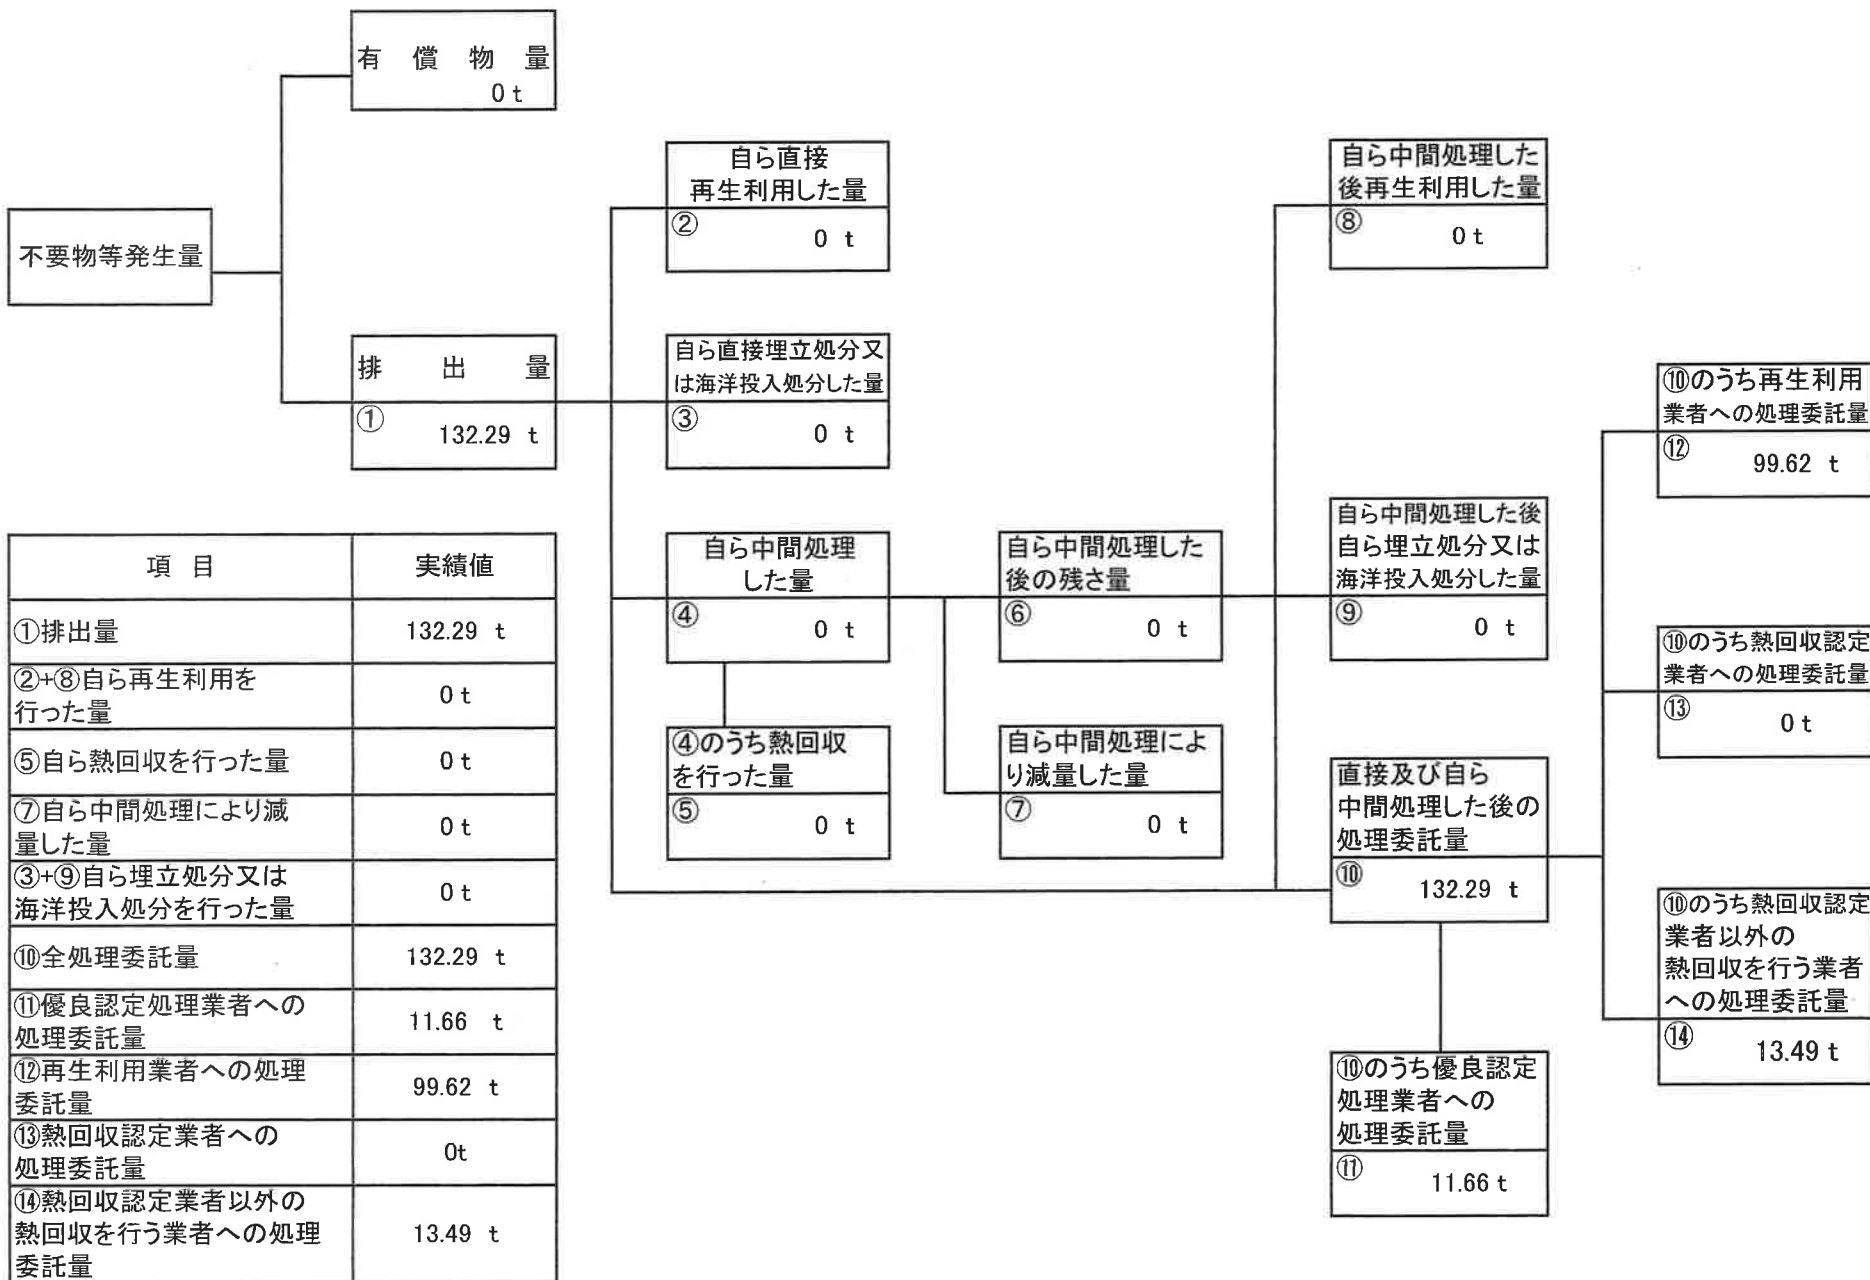 有償物量
0 t
不要物等発生量
排出量
①
132.29 t
自ら直接
再生利用した量
②
0 t
自ら直接埋立処分又
は海洋投入処分した量
③
0 t
自ら中間処理
した量
④
0 t
④のうち熱回収
を行った量
⑤
0 t
自ら中間処理した
後の残さ量
⑥
0 t
自ら中間処理によ
り減量した量
⑦
0 t
自ら中間処理した
後再生利用した量
⑧
0 t
自ら中間処理した後
自ら埋立処分又は
海洋投入処分した量
⑨
0 t
直接及び自ら
中間処理した後の
処理委託量
⑩
132.29 t
⑩のうち優良認定
処理業者への
処理委託量
⑪
11.66 t
⑩のうち再生利用
業者への処理委託量
⑫
99.62 t
⑩のうち熱回収認定
業者への処理委託量
⑬
0 t
⑩のうち熱回収認定
業者以外の
熱回収を行う業者
への処理委託量
⑭
13.49 t
項目 実績値
①排出量 132.29 t
②+⑧自ら再生利用を
行った量
0 t
⑤自ら熱回収を行った量 0 t
⑦自ら中間処理により減
量した量
0 t
③+⑨自ら埋立処分又は
海洋投入処分を行った量
0 t
⑩全処理委託量 132.29 t
⑪優良認定処理業者への
処理委託量
11.66 t
⑫再生利用業者への処理
委託量
99.62 t
⑬熱回収認定業者への
処理委託量
0t
⑭熱回収認定業者以外の
熱回収を行う業者への処理
委託量
13.49 t